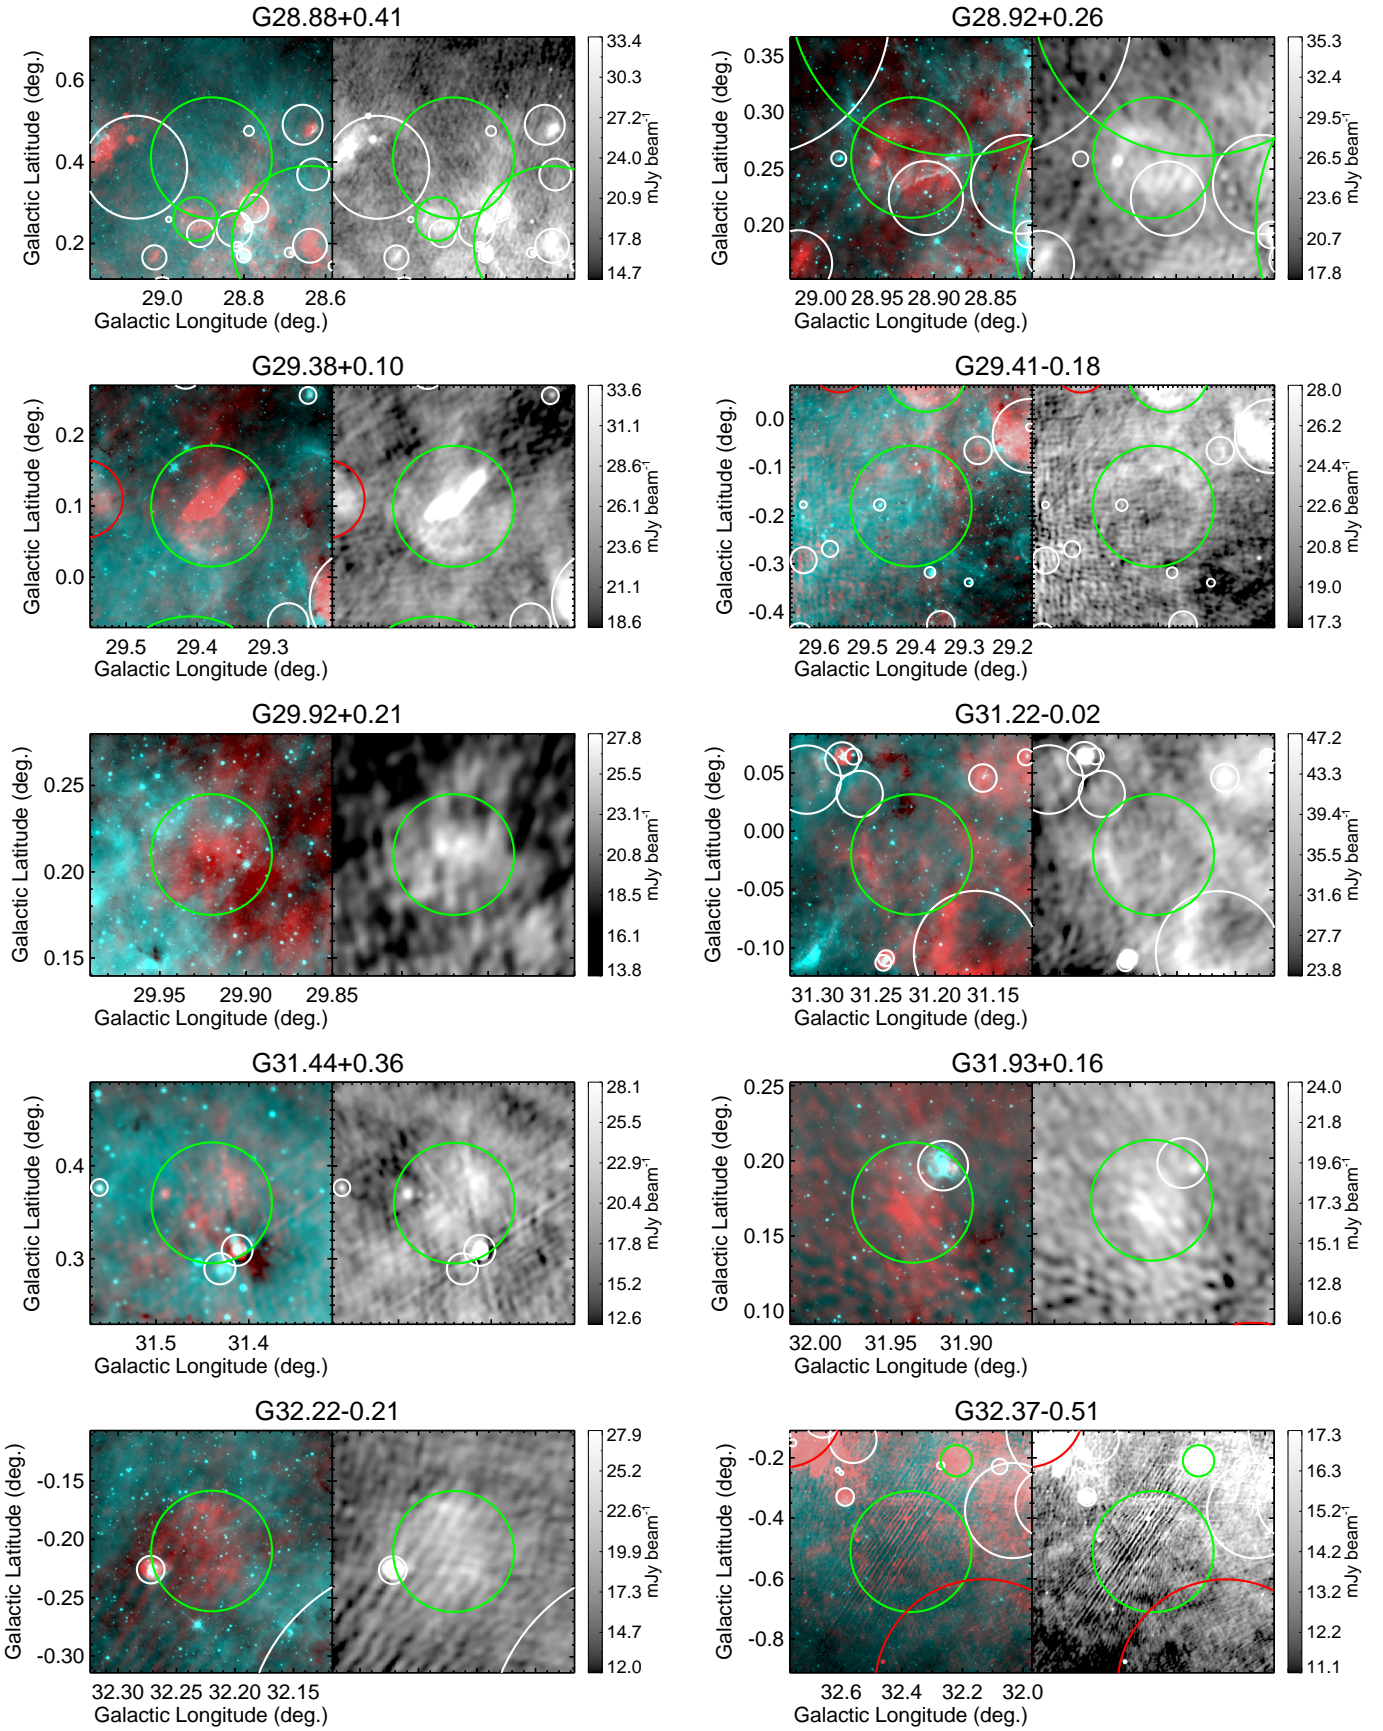 G28.88+0.41
Galactic Latitude (deg.)
0.6
0.4
0.2
29.0 28.8 28.6
Galactic Longitude (deg.)
33.4
30.3
27.2
24.0
20.9
17.8
14.7
mJy beam-1
G28.92+0.26
Galactic Latitude (deg.)
0.35
0.30
0.25
0.20
29.00 28.95 28.90 28.85
Galactic Longitude (deg.)
35.3
32.4
29.5
26.5
23.6
20.7
17.8
mJy beam-1
G29.38+0.10
Galactic Latitude (deg.)
0.2
0.1
0.0
29.5 29.4 29.3
Galactic Longitude (deg.)
33.6
31.1
28.6
26.1
23.6
21.1
18.6
mJy beam-1
G29.41-0.18
Galactic Latitude (deg.)
0.0
-0.1
-0.2
-0.3
-0.4
29.6 29.5 29.4 29.3 29.2
Galactic Longitude (deg.)
28.0
26.2
24.4
22.6
20.8
19.0
17.3
mJy beam-1
G29.92+0.21
Galactic Latitude (deg.)
0.25
0.20
0.15
29.95 29.90 29.85
Galactic Longitude (deg.)
27.8
25.5
23.1
20.8
18.5
16.1
13.8
mJy beam-1
G31.22-0.02
Galactic Latitude (deg.)
0.05
0.00
-0.05
-0.10
31.30 31.25 31.20 31.15
Galactic Longitude (deg.)
47.2
43.3
39.4
35.5
31.6
27.7
23.8
mJy beam-1
G31.44+0.36
Galactic Latitude (deg.)
0.4
0.3
31.5 31.4
Galactic Longitude (deg.)
28.1
25.5
22.9
20.4
17.8
15.2
12.6
mJy beam-1
G31.93+0.16
Galactic Latitude (deg.)
0.25
0.20
0.15
0.10
32.00 31.95 31.90
Galactic Longitude (deg.)
24.0
21.8
19.6
17.3
15.1
12.8
10.6
mJy beam-1
G32.22-0.21
Galactic Latitude (deg.)
-0.15
-0.20
-0.25
-0.30
32.30 32.25 32.20 32.15
Galactic Longitude (deg.)
27.9
25.2
22.6
19.9
17.3
14.7
12.0
mJy beam-1
G32.37-0.51
Galactic Latitude (deg.)
-0.2
-0.4
-0.6
-0.8
32.6 32.4 32.2 32.0
Galactic Longitude (deg.)
17.3
16.3
15.2
14.2
13.2
12.2
11.1
mJy beam-1